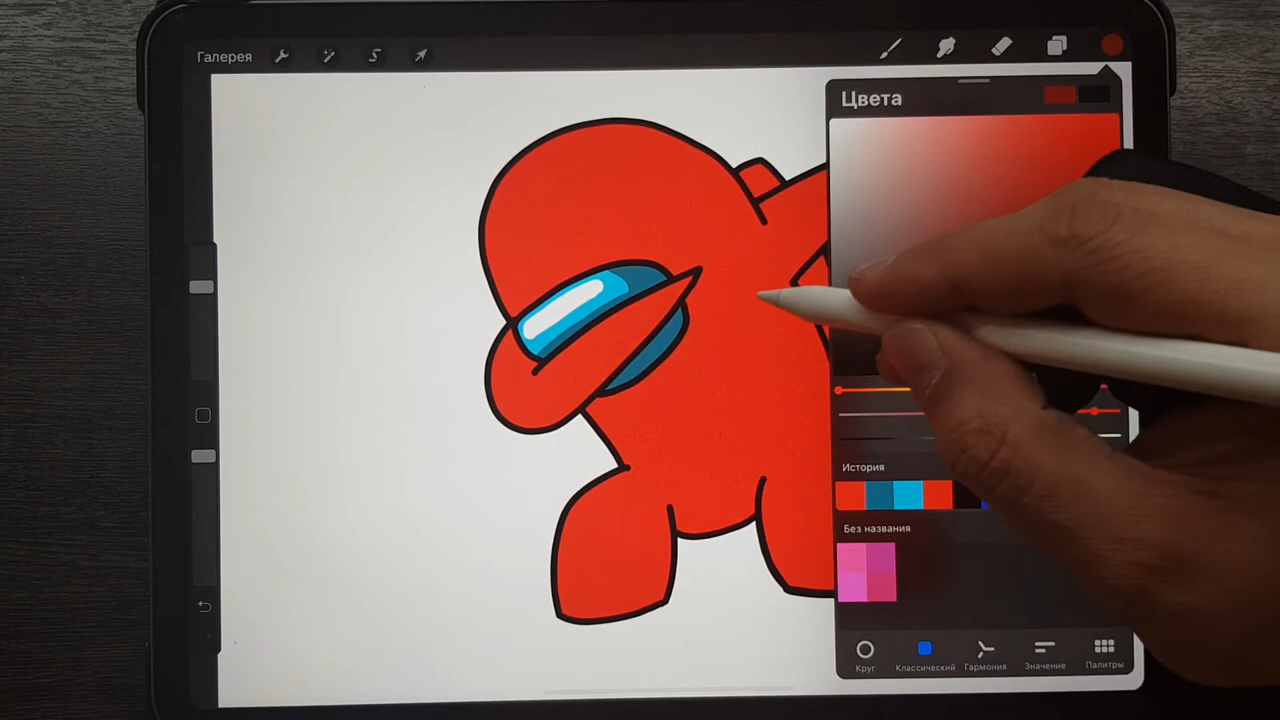 Галерея
Цвета
История
Без названия
Круг
Классический
Гармония
Значение
Палитры